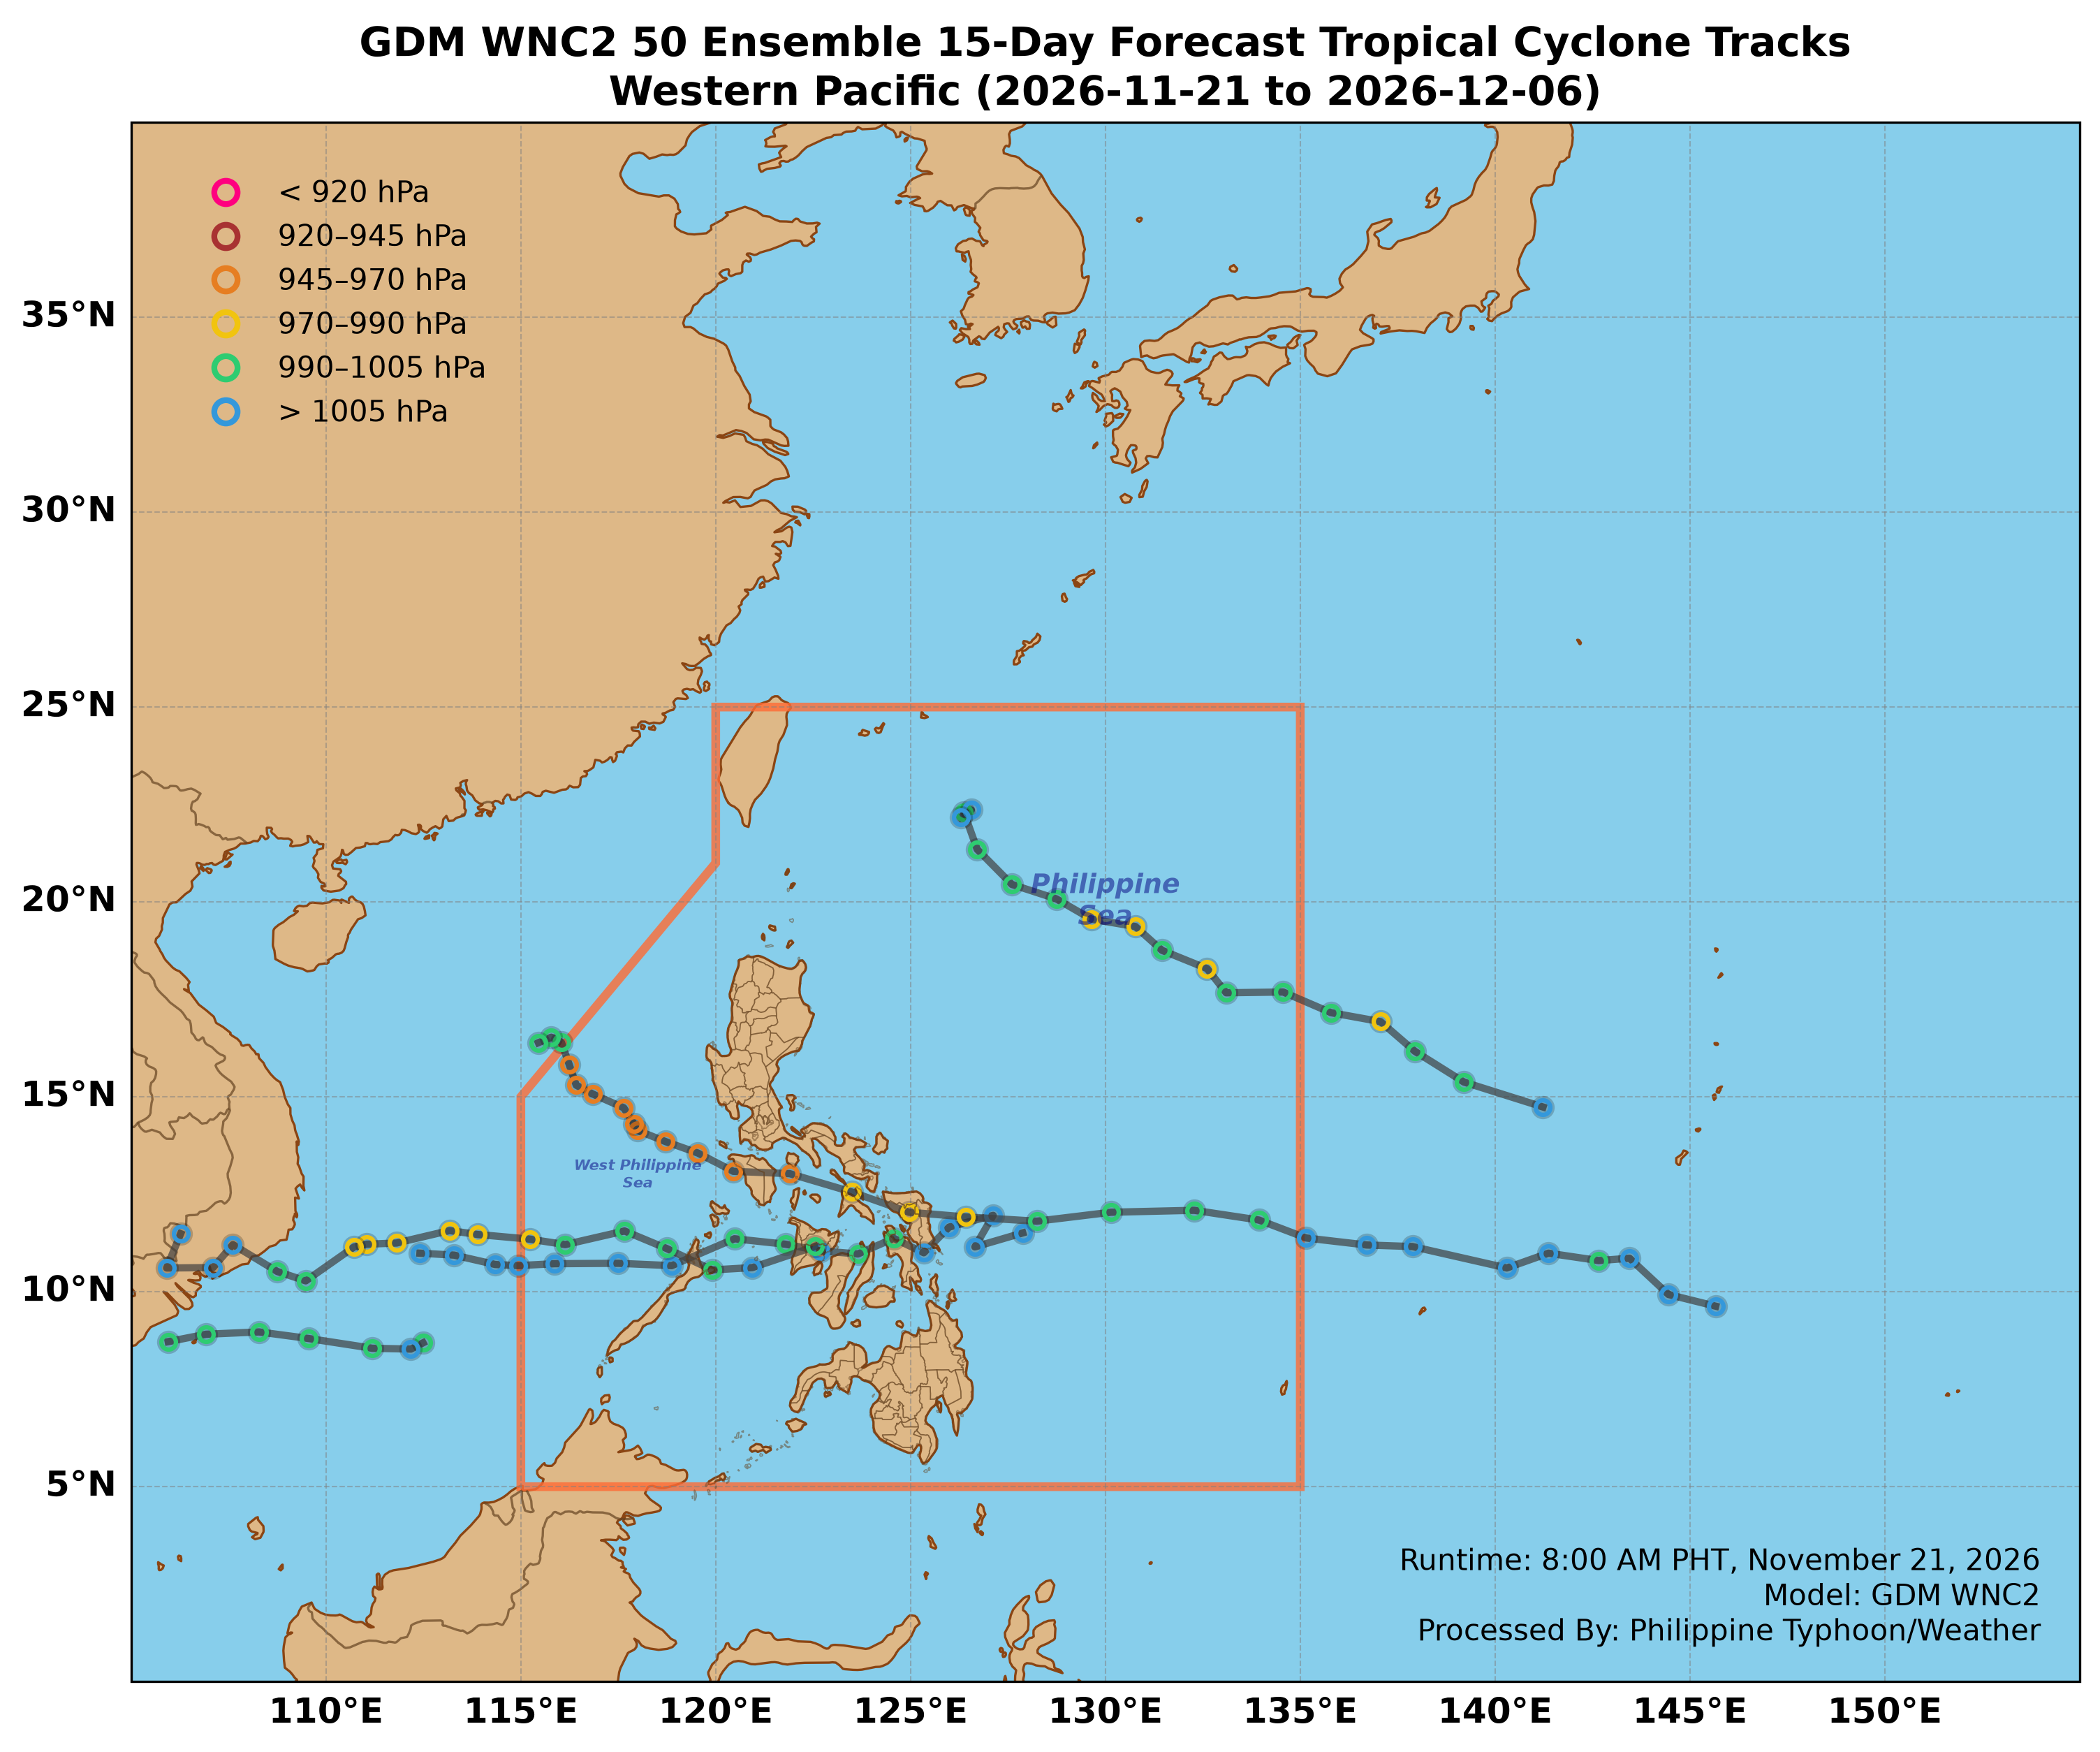 GDM WNC2 50 Ensemble 15-Day Forecast Tropical Cyclone Tracks
Western Pacific (2026-11-21 to 2026-12-06)
< 920 hPa
920–945 hPa
945–970 hPa
970–990 hPa
990–1005 hPa
> 1005 hPa
35°N
30°N
25°N
20°N
15°N
10°N
5°N
Philippine
Sea
West Philippine
Sea
Runtime: 8:00 AM PHT, November 21, 2026
Model: GDM WNC2
Processed By: Philippine Typhoon/Weather
110°E
115°E
120°E
125°E
130°E
135°E
140°E
145°E
150°E